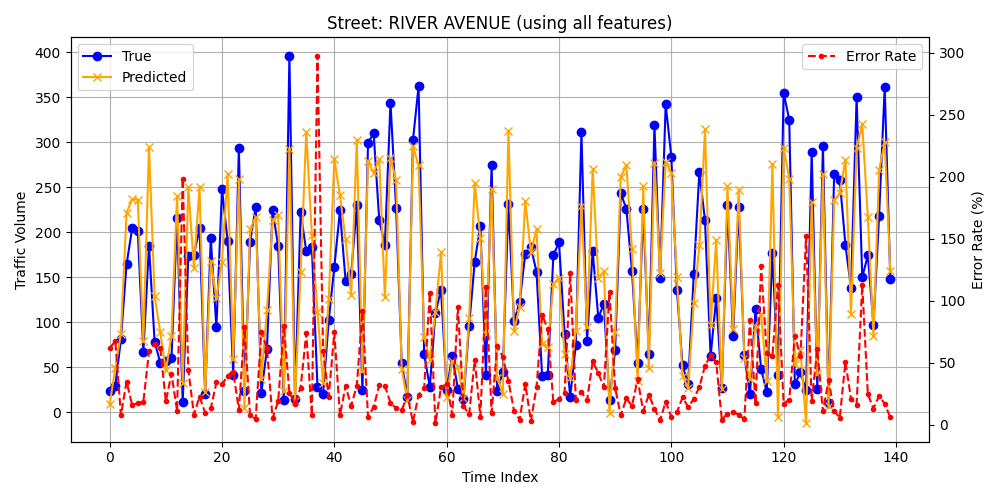 Street: RIVER AVENUE (using all features)
True
Predicted
Error Rate
Traffic Volume
400
350
300
250
200
150
100
50
0
300
250
200
150
100
50
0
Error Rate (%)
0 20 40 60 80 100 120 140
Time Index